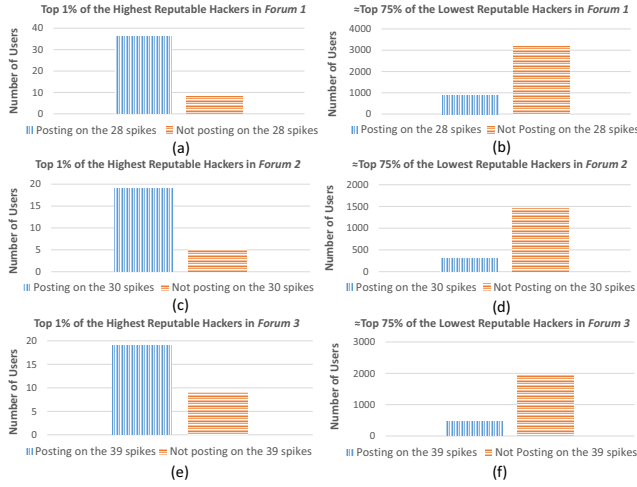 Top 1% of the Highest Reputable Hackers in Forum 1
Number of Users
40
30
20
10
0
Posting on the 28 spikes Not posting on the 28 spikes
(a)
≈Top 75% of the Lowest Reputable Hackers in Forum 1
Number of Users
4000
3000
2000
1000
0
Posting on the 28 spikes Not posting on the 28 spikes
(b)
Top 1% of the Highest Reputable Hackers in Forum 2
Number of Users
20
15
10
5
0
Posting on the 30 spikes Not posting on the 30 spikes
(c)
≈Top 75% of the Lowest Reputable Hackers in Forum 2
Number of Users
2000
1500
1000
500
0
Posting on the 30 spikes Not posting on the 30 spikes
(d)
Top 1% of the Highest Reputable Hackers in Forum 3
Number of Users
20
15
10
5
0
Posting on the 39 spikes Not Posting on the 39 spikes
(e)
≈Top 75% of the Lowest Reputable Hackers in Forum 3
Number of Users
3000
2000
1000
0
Posting on the 39 spikes Not Posting on the 39 spikes
(f)